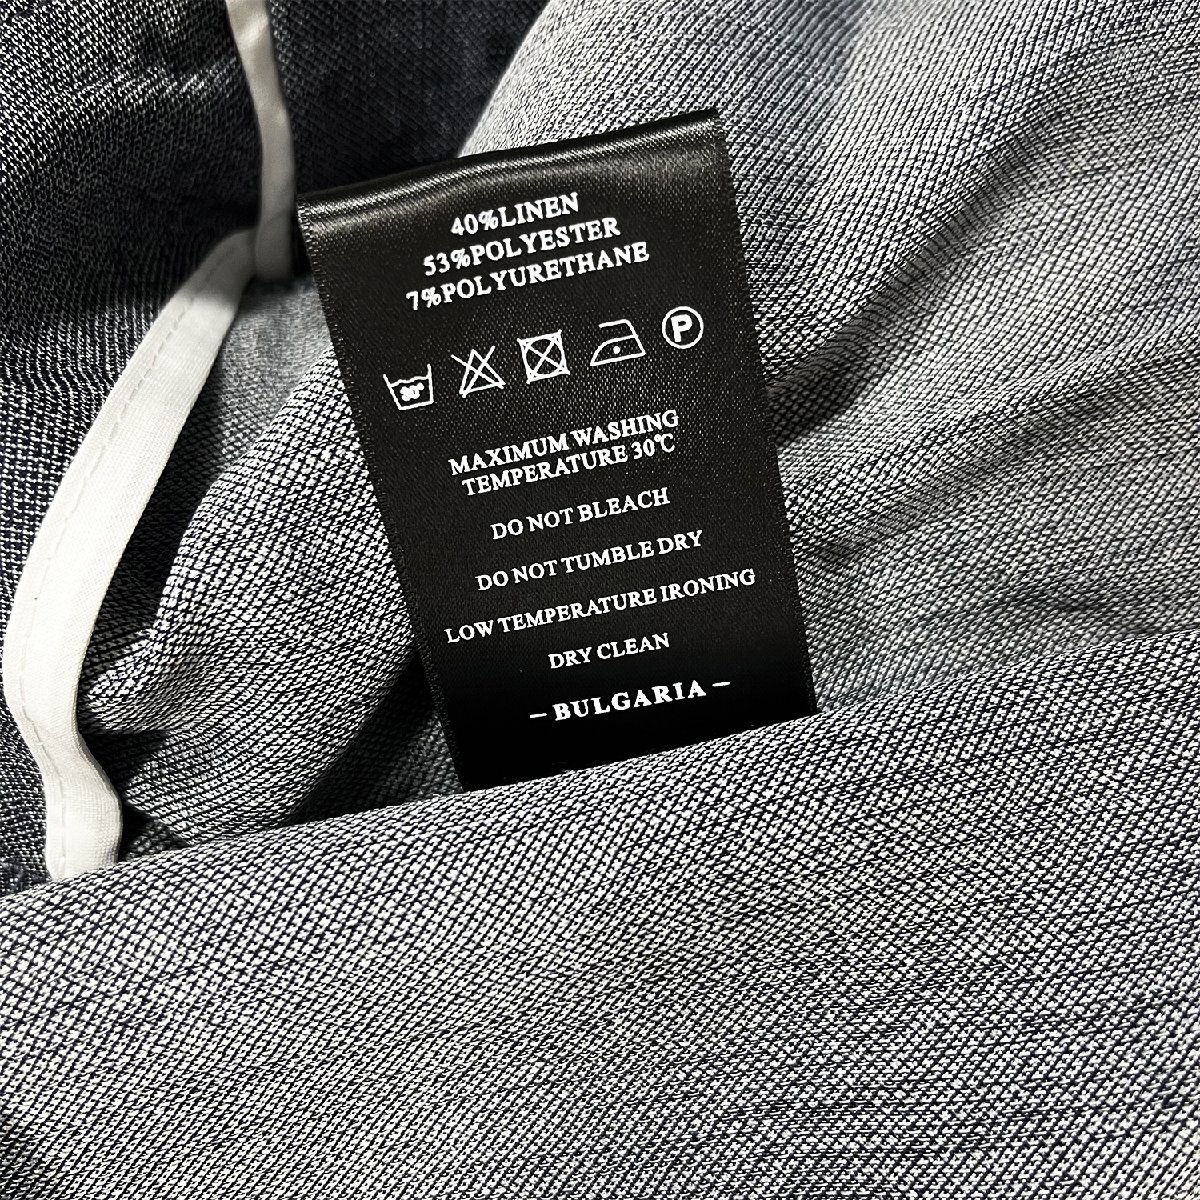 40%LINEN
53%POLYESTER
7%POLYURETHANE
30°
P
MAXIMUM WASHING
TEMPERATURE 30℃
DO NOT BLEACH
DO NOT TUMBLE DRY
LOW TEMPERATURE IRONING
DRY CLEAN
– BULGARIA –